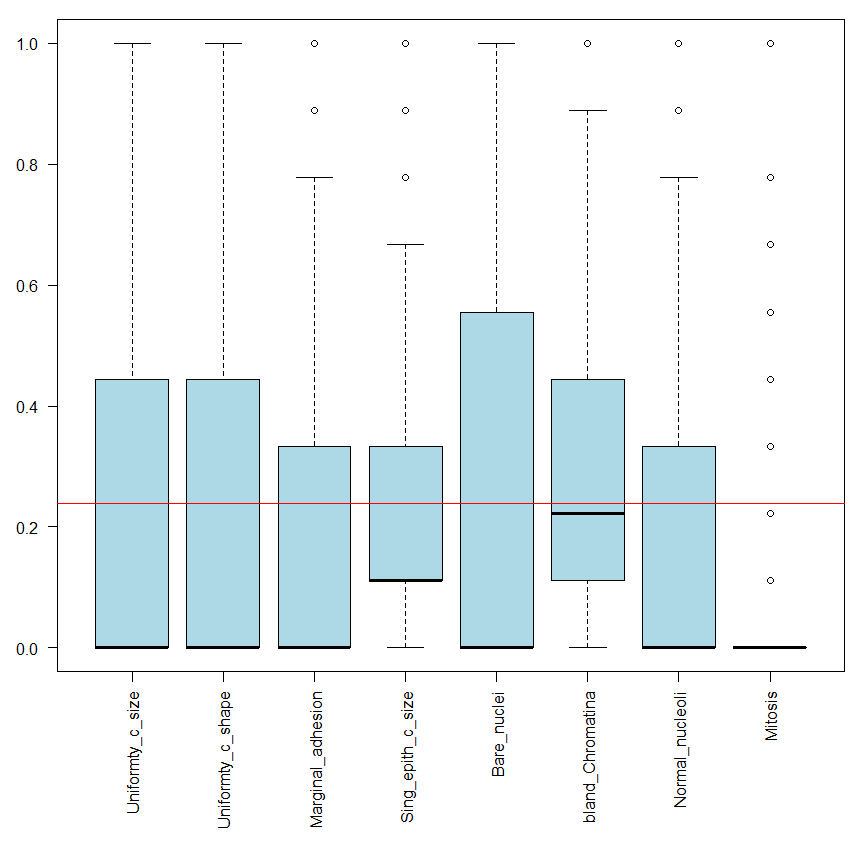 1.0
0.8
0.6
0.4
0.2
0.0
Uniformty_c_size
Uniformty_c_shape
Marginal_adhesion
Sing_epith_c_size
Bare_nuclei
bland_Chromatina
Normal_nucleoli
Mitosis